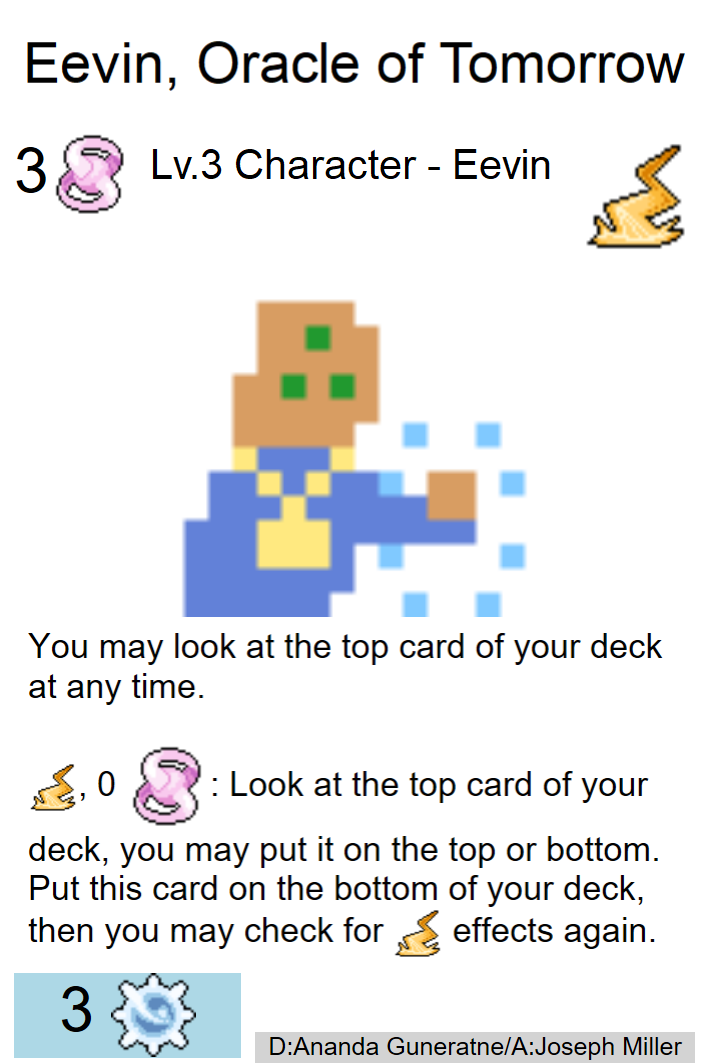 Eevin, Oracle of Tomorrow
3 Lv.3 Character - Eevin
You may look at the top card of your deck
at any time.
, 0 : Look at the top card of your
deck, you may put it on the top or bottom.
Put this card on the bottom of your deck,
then you may check for effects again.
3
D:Ananda Guneratne/A:Joseph Miller